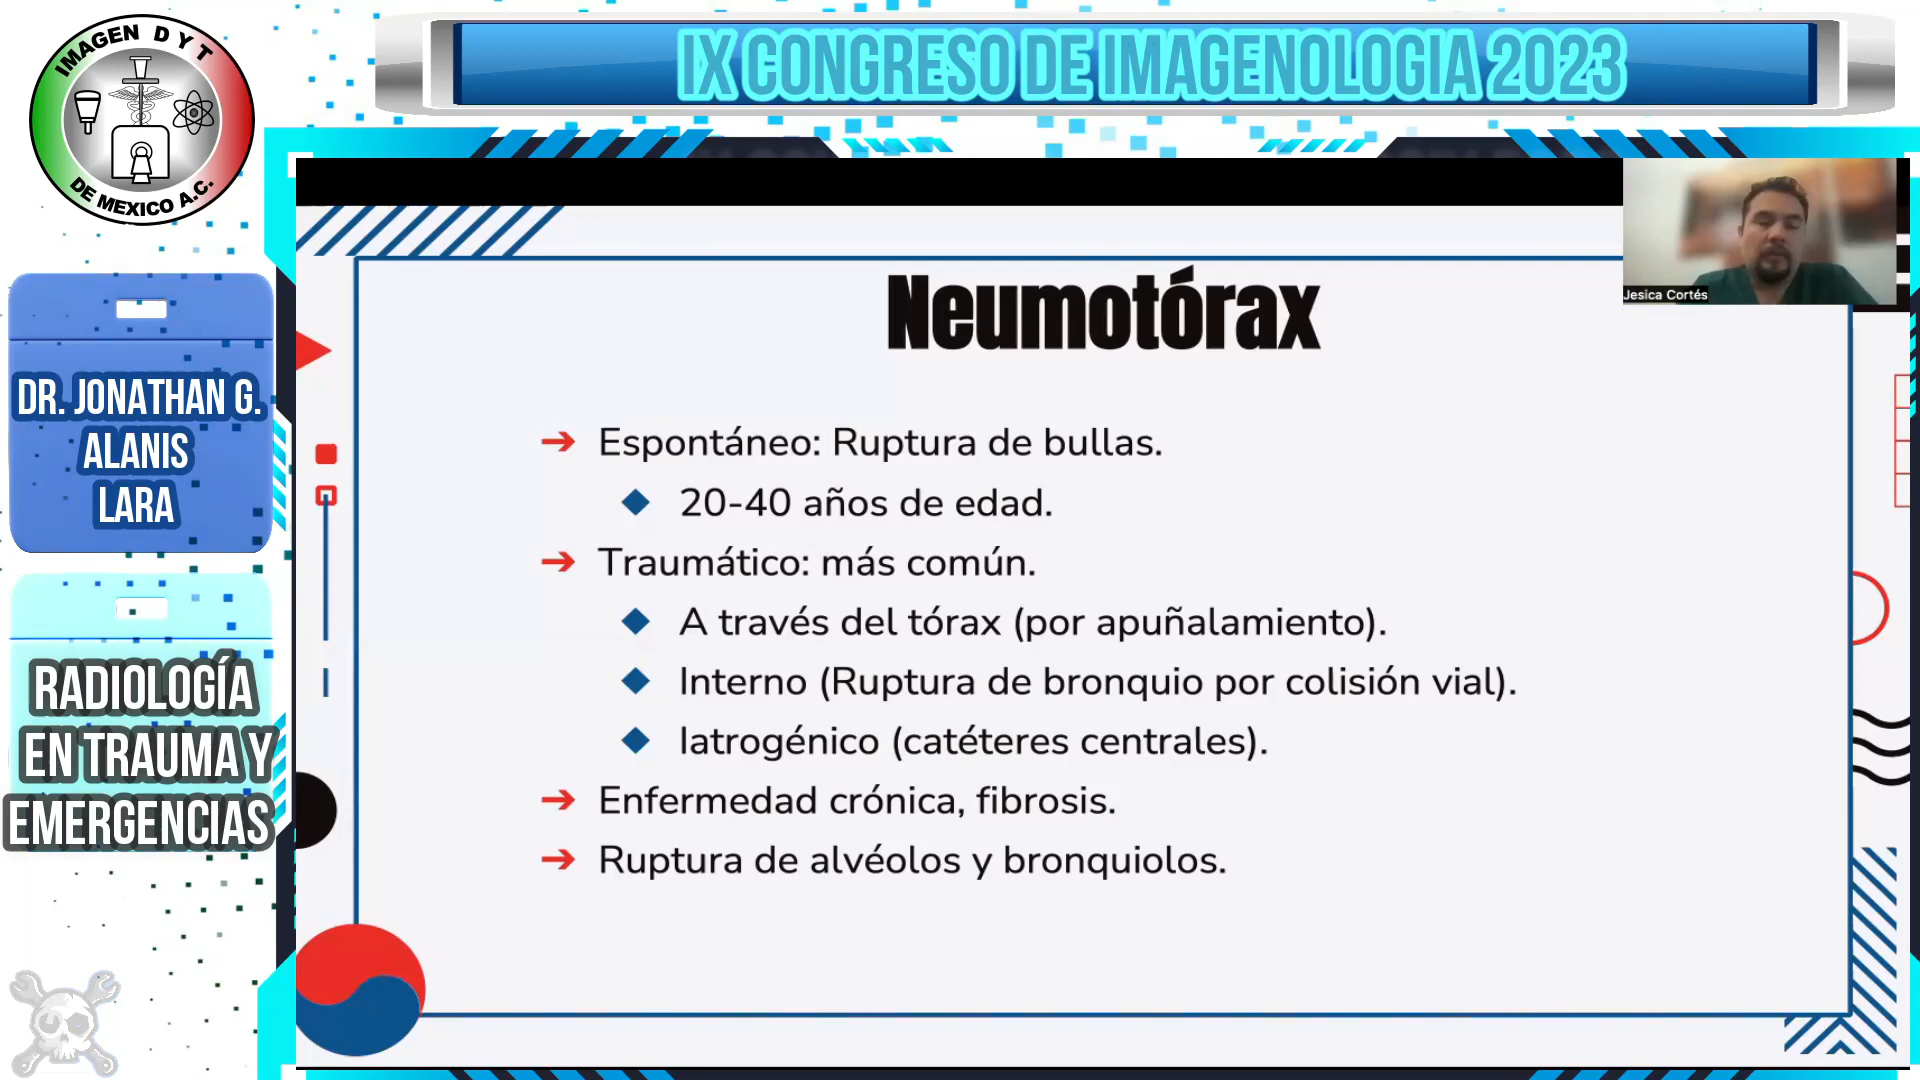 IMAGEN D Y T
DE MEXICO A.C.
IX CONGRESO DE IMAGENOLOGIA 2023
Jesica Cortés
DR. JONATHAN G.
ALANIS
LARA
RADIOLOGÍA
EN TRAUMA Y
EMERGENCIAS
Neumotórax
➔ Espontáneo: Ruptura de bullas.
◆ 20-40 años de edad.
➔ Traumático: más común.
◆ A través del tórax (por apuñalamiento).
◆ Interno (Ruptura de bronquio por colisión vial).
◆ Iatrogénico (catéteres centrales).
➔ Enfermedad crónica, fibrosis.
➔ Ruptura de alvéolos y bronquiolos.